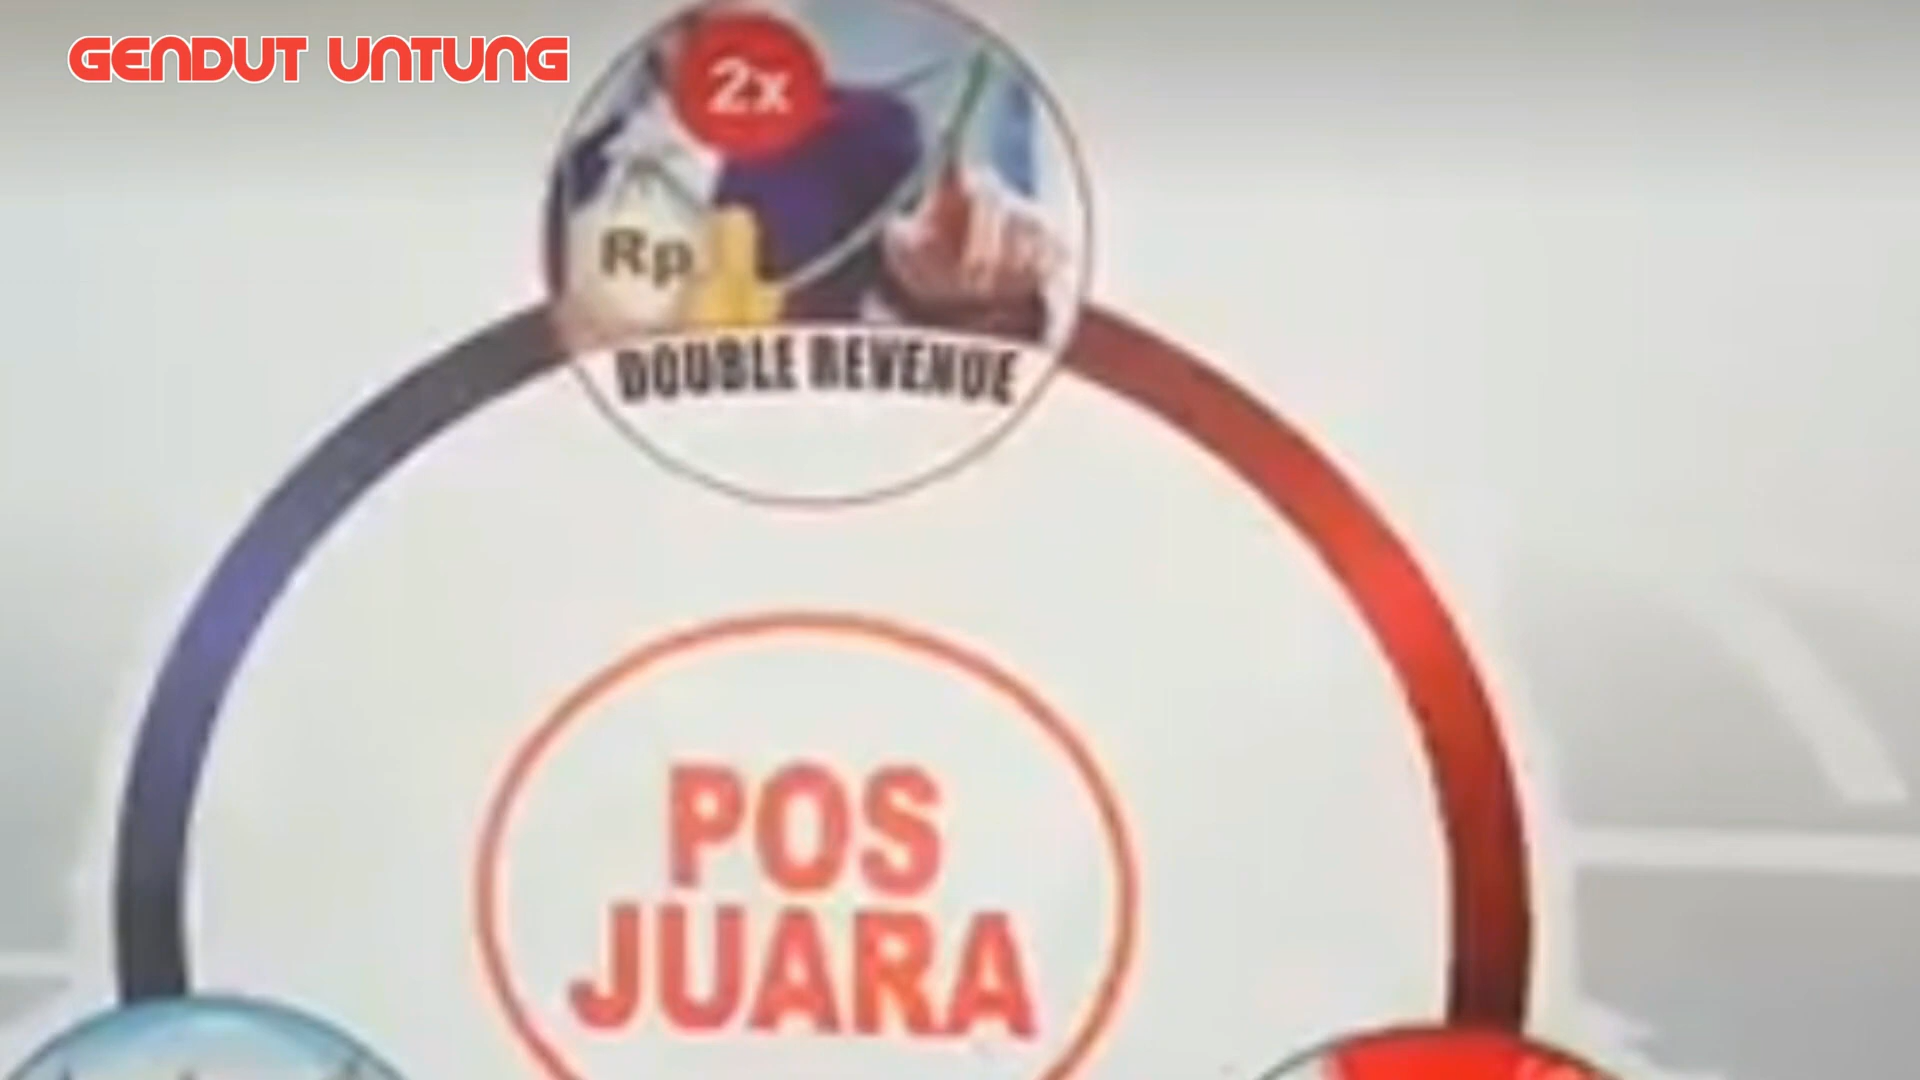 GENDUT UNTUNG
2x
Rp
DOUBLE REVENUE
POS
JUARA